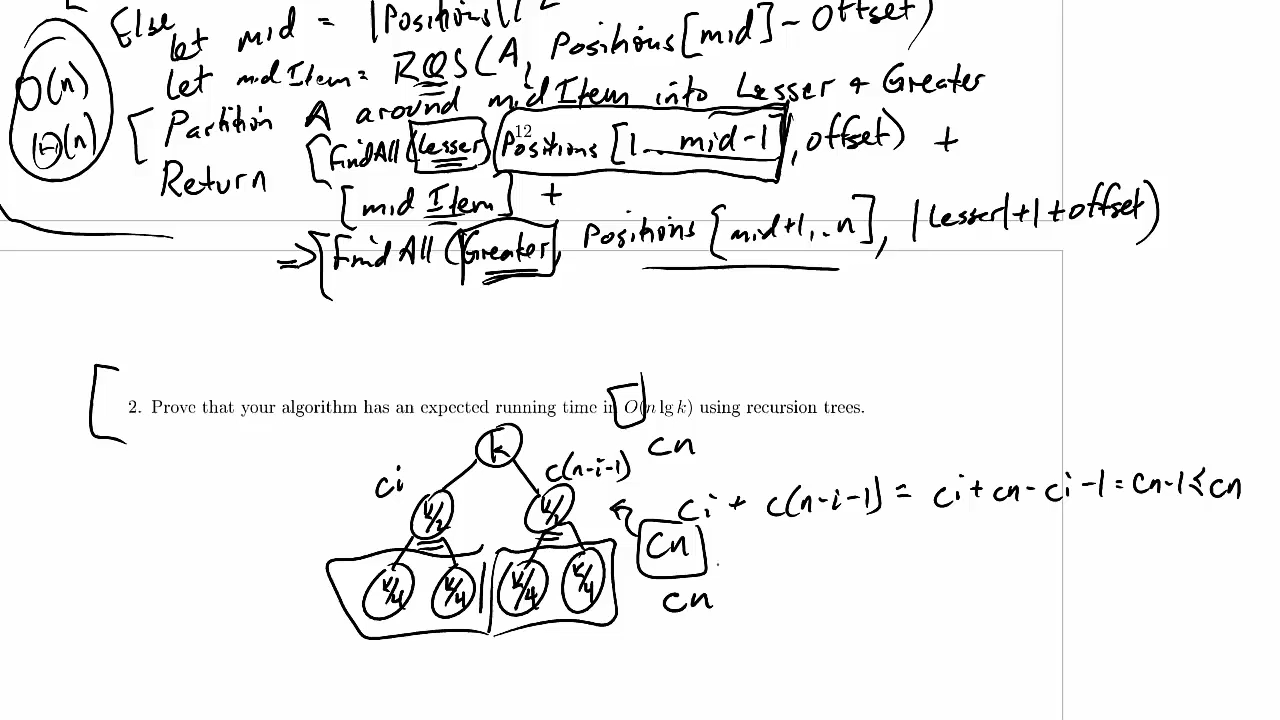 Else
let mid = |Positions|/2
let midItem = RQS(A, Positions[mid] - Offset)
O(n)
Θ(n)
Partition A around midItem into Lesser + Greater
Return FindAll(Lesser, Positions[1...mid-1], offset) +
12
[midItem] +
=> FindAll(Greater, Positions[mid+1,..n], |Lesser|+1+offset)
2. Prove that your algorithm has an expected running time in O(n lg k) using recursion trees.
k
cn
ci
c(n-i-1)
k/2
k/2
ci + c(n-i-1) = ci + cn - ci - 1 = cn-1 ≤ cn
cn
k/4 k/4 k/4 k/4
cn